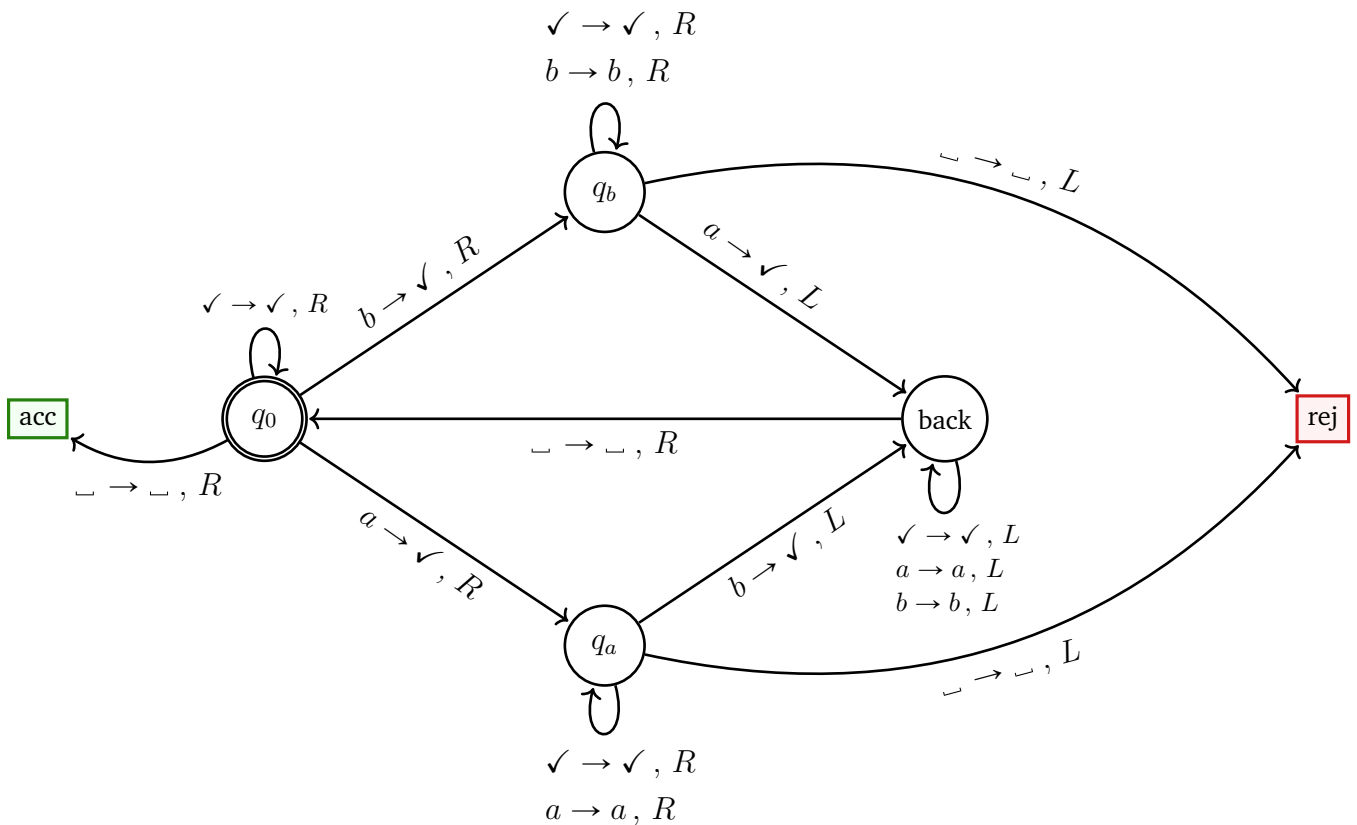 ✓ → ✓ , R
b → b , R
q_b
␣ → ␣ , L
a → ✓ , L
b → ✓ , R
✓ → ✓ , R
acc
q_0
back
rej
␣ → ␣ , R
␣ → ␣ , R
a → ✓ , R
b → ✓ , L
✓ → ✓ , L
a → a , L
b → b , L
q_a
␣ → ␣ , L
✓ → ✓ , R
a → a , R